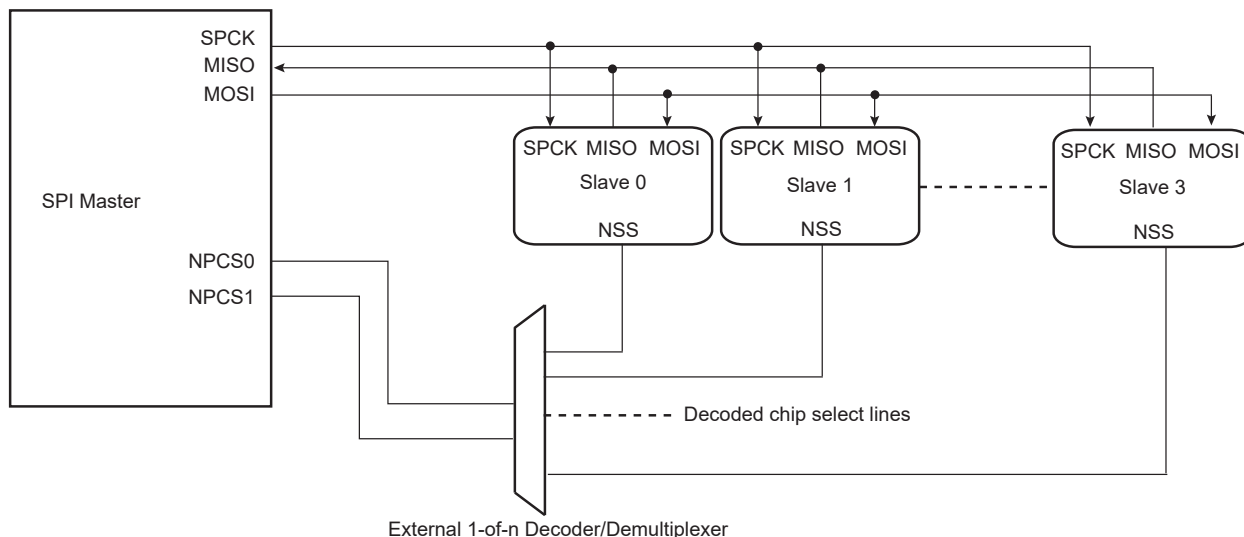 SPCK
MISO
MOSI
SPI Master
NPCS0
NPCS1
SPCK MISO MOSI
Slave 0
NSS
SPCK MISO MOSI
Slave 1
NSS
SPCK MISO MOSI
Slave 3
NSS
Decoded chip select lines
External 1-of-n Decoder/Demultiplexer